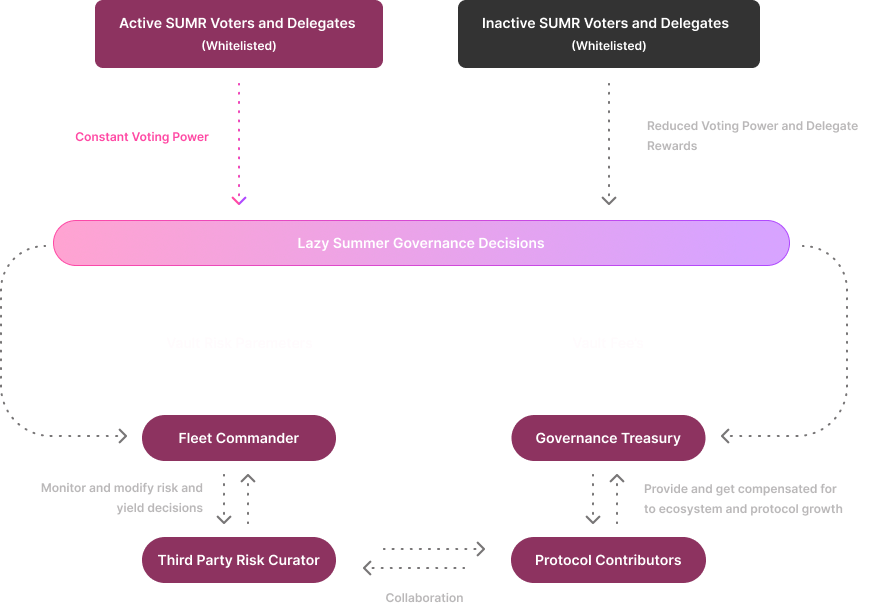 Active SUMR Voters and Delegates
(Whitelisted)
Inactive SUMR Voters and Delegates
(Whitelisted)
Constant Voting Power
Reduced Voting Power and Delegate
Rewards
Lazy Summer Governance Decisions
Fleet Commander
Governance Treasury
Monitor and modify risk and
yield decisions
Provide and get compensated for
to ecosystem and protocol growth
Third Party Risk Curator
Protocol Contributors
Collaboration